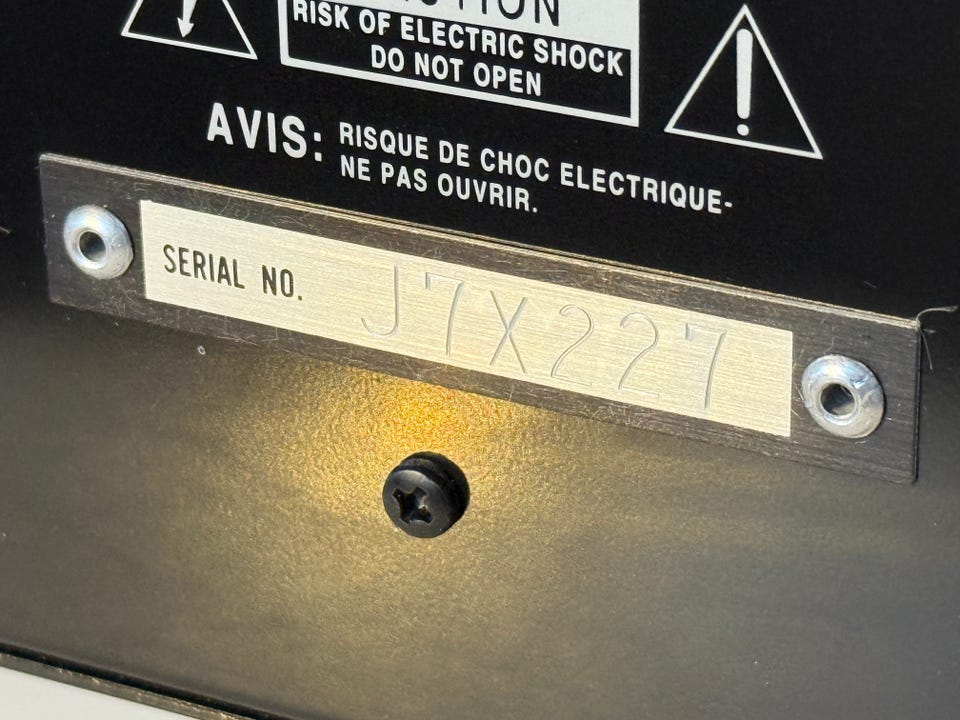 RISK OF ELECTRIC SHOCK
DO NOT OPEN
AVIS: RISQUE DE CHOC ELECTRIQUE-
NE PAS OUVRIR.
SERIAL NO. J7X227